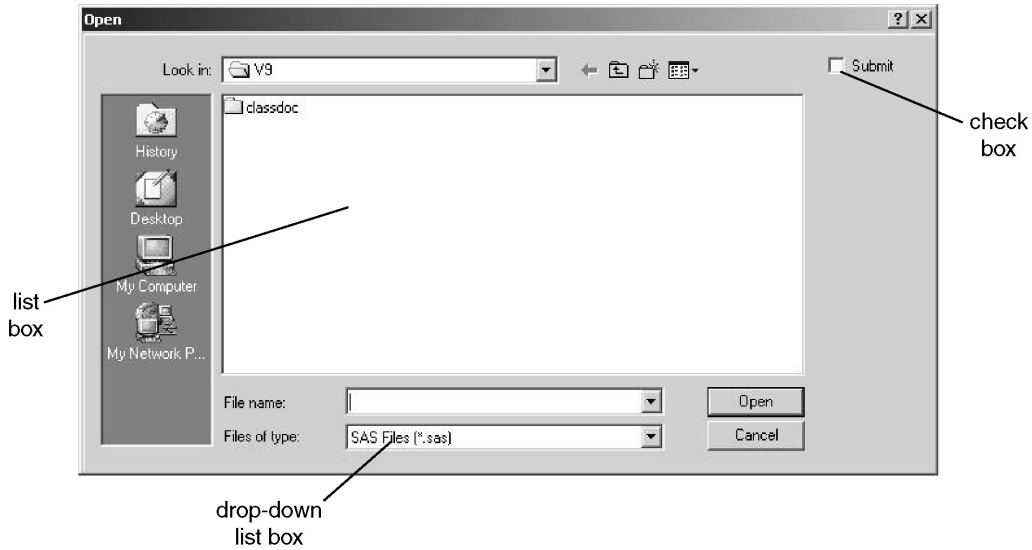 Open
Look in:
V9
Submit
classdoc
check
box
History
Desktop
My Computer
list
box
My Network P...
File name:
Open
Files of type:
SAS Files (*.sas)
Cancel
drop-down
list box